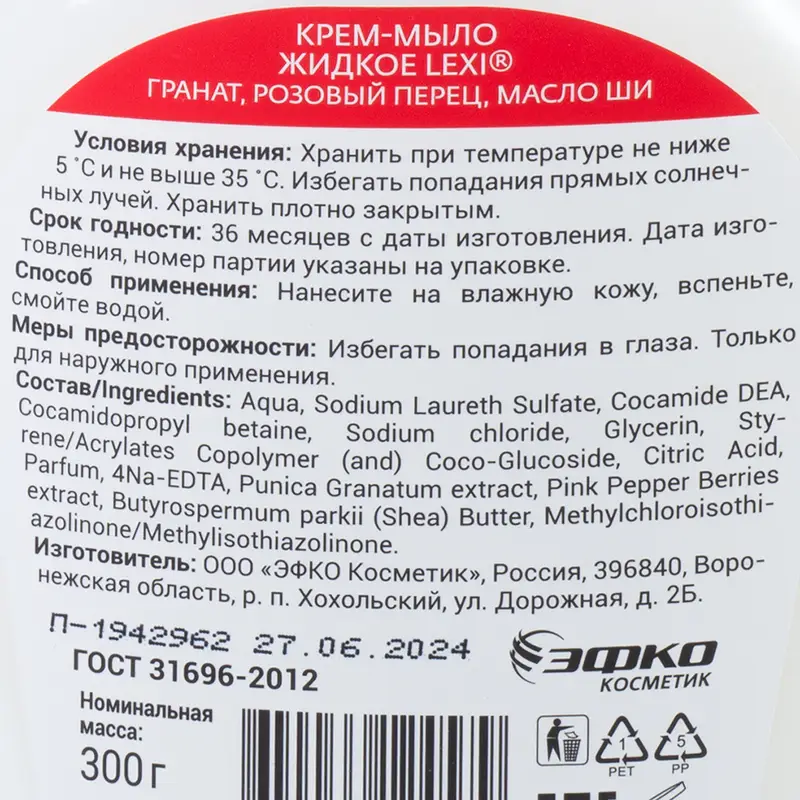 КРЕМ-МЫЛО
ЖИДКОЕ LEXI®
ГРАНАТ, РОЗОВЫЙ ПЕРЕЦ, МАСЛО ШИ
Условия хранения: Хранить при температуре не ниже
5 °С и не выше 35 °С. Избегать попадания прямых солнеч-
ных лучей. Хранить плотно закрытым.
Срок годности: 36 месяцев с даты изготовления. Дата изго-
товления, номер партии указаны на упаковке.
Способ применения: Нанесите на влажную кожу, вспеньте,
смойте водой.
Меры предосторожности: Избегать попадания в глаза. Только
для наружного применения.
Состав/Ingredients: Aqua, Sodium Laureth Sulfate, Cocamide DEA,
Cocamidopropyl betaine, Sodium chloride, Glycerin, Sty-
rene/Acrylates Copolymer (and) Coco-Glucoside, Citric Acid,
Parfum, 4Na-EDTA, Punica Granatum extract, Pink Pepper Berries
extract, Butyrospermum parkii (Shea) Butter, Methylchloroisothi-
azolinone/Methylisothiazolinone.
Изготовитель: ООО «ЭФКО Косметик», Россия, 396840, Воро-
нежская область, р. п. Хохольский, ул. Дорожная, д. 2Б.
П-1942962 27.06.2024
ГОСТ 31696-2012
ЭФКО
КОСМЕТИК
Номинальная
масса:
300 г
1
PET
5
PP